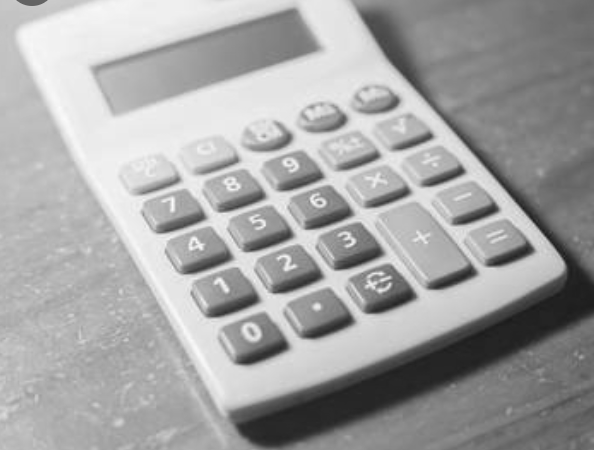 7 8 9 %± √
4 5 6 × ÷
1 2 3 + −
0 . =